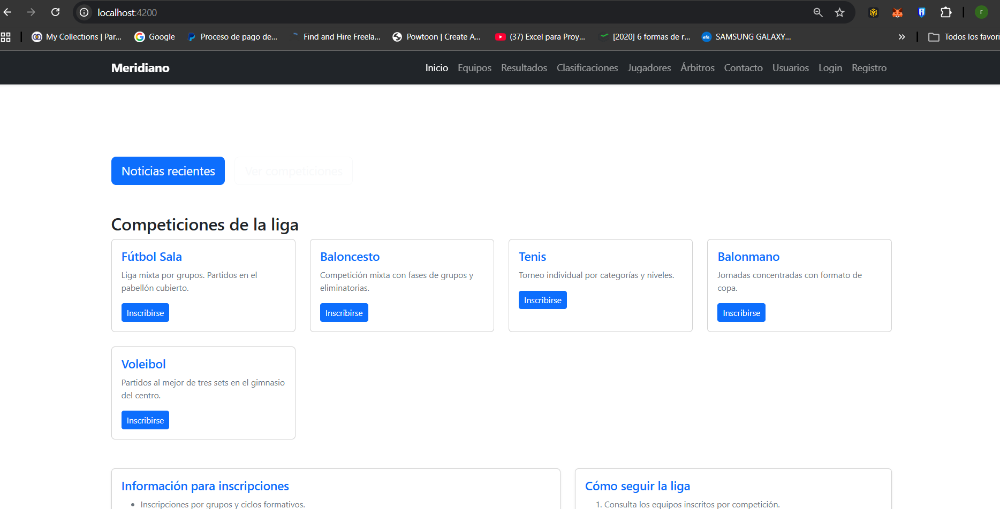 localhost:4200
My Collections | Par... Google Proceso de pago de... Find and Hire Freela... Powtoon | Create A... (37) Excel para Proy... [2020] 6 formas de r... efe SAMSUNG GALAXY... Todos los favori
r
Meridiano Inicio Equipos Resultados Clasificaciones Jugadores Árbitros Contacto Usuarios Login Registro
Noticias recientes Ver competiciones
Competiciones de la liga
Fútbol Sala
Liga mixta por grupos. Partidos en el
pabellón cubierto.
Inscribirse
Baloncesto
Competición mixta con fases de grupos y
eliminatorias.
Inscribirse
Tenis
Torneo individual por categorías y niveles.
Inscribirse
Balonmano
Jornadas concentradas con formato de
copa.
Inscribirse
Voleibol
Partidos al mejor de tres sets en el gimnasio
del centro.
Inscribirse
Información para inscripciones
• Inscripciones por grupos y ciclos formativos.
Cómo seguir la liga
1. Consulta los equipos inscritos por competición.